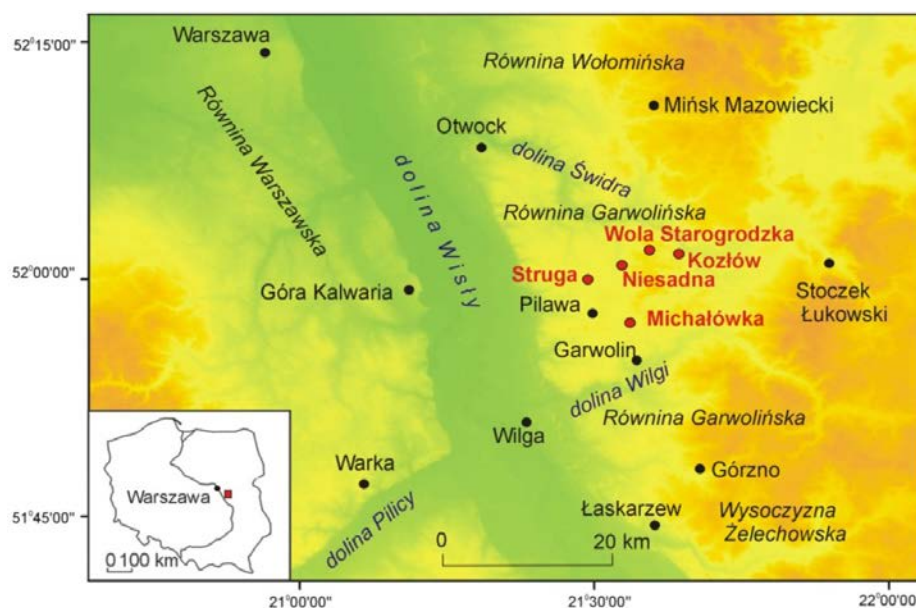 52°15'00"
Warszawa
Równina Wołomińska
Mińsk Mazowiecki
Otwock
dolina Świdra
Równina Warszawska
dolina Wisły
Równina Garwolińska
Wola Starogrodzka
Kozłów
52°00'00"
Struga
Niesadna
Góra Kalwaria
Pilawa
Stoczek
Łukowski
Michałówka
Garwolin
dolina Wilgi
Równina Garwolińska
Wilga
Warszawa
Warka
Górzno
51°45'00"
dolina Pilicy
Łaskarzew
Wysoczyzna
Żelechowska
0 100 km
0 20 km
21°00'00"
21°30'00"
22°00'00"